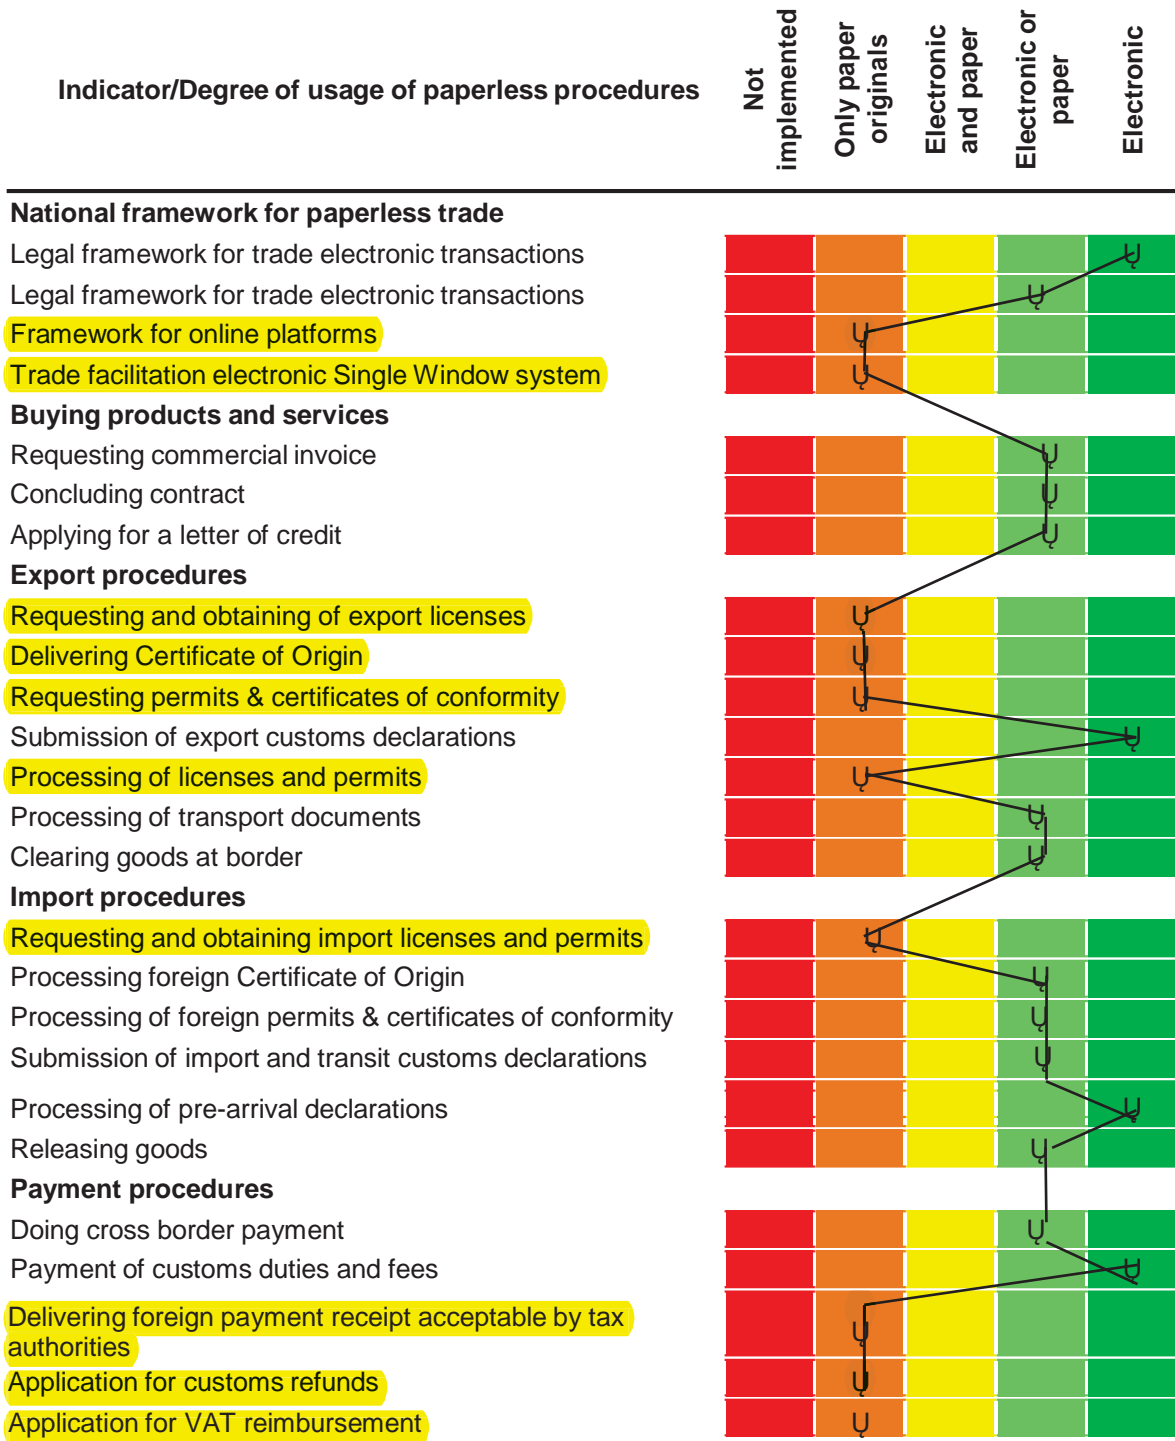 Indicator/Degree of usage of paperless procedures
Not
implemented
Only paper
originals
Electronic
and paper
Electronic or
paper
Electronic
National framework for paperless trade
Legal framework for trade electronic transactions
Ų
Legal framework for trade electronic transactions
Ų
Framework for online platforms
Ų
Trade facilitation electronic Single Window system
Ų
Buying products and services
Requesting commercial invoice
Ų
Concluding contract
Ų
Applying for a letter of credit
Ų
Export procedures
Requesting and obtaining of export licenses
Ų
Delivering Certificate of Origin
Ų
Requesting permits & certificates of conformity
Ų
Submission of export customs declarations
Ų
Processing of licenses and permits
Ų
Processing of transport documents
Ų
Clearing goods at border
Ų
Import procedures
Requesting and obtaining import licenses and permits
Ų
Processing foreign Certificate of Origin
Ų
Processing of foreign permits & certificates of conformity
Ų
Submission of import and transit customs declarations
Ų
Processing of pre-arrival declarations
Ų
Releasing goods
Ų
Payment procedures
Doing cross border payment
Ų
Payment of customs duties and fees
Ų
Delivering foreign payment receipt acceptable by tax
authorities
Ų
Application for customs refunds
Ų
Application for VAT reimbursement
Ų